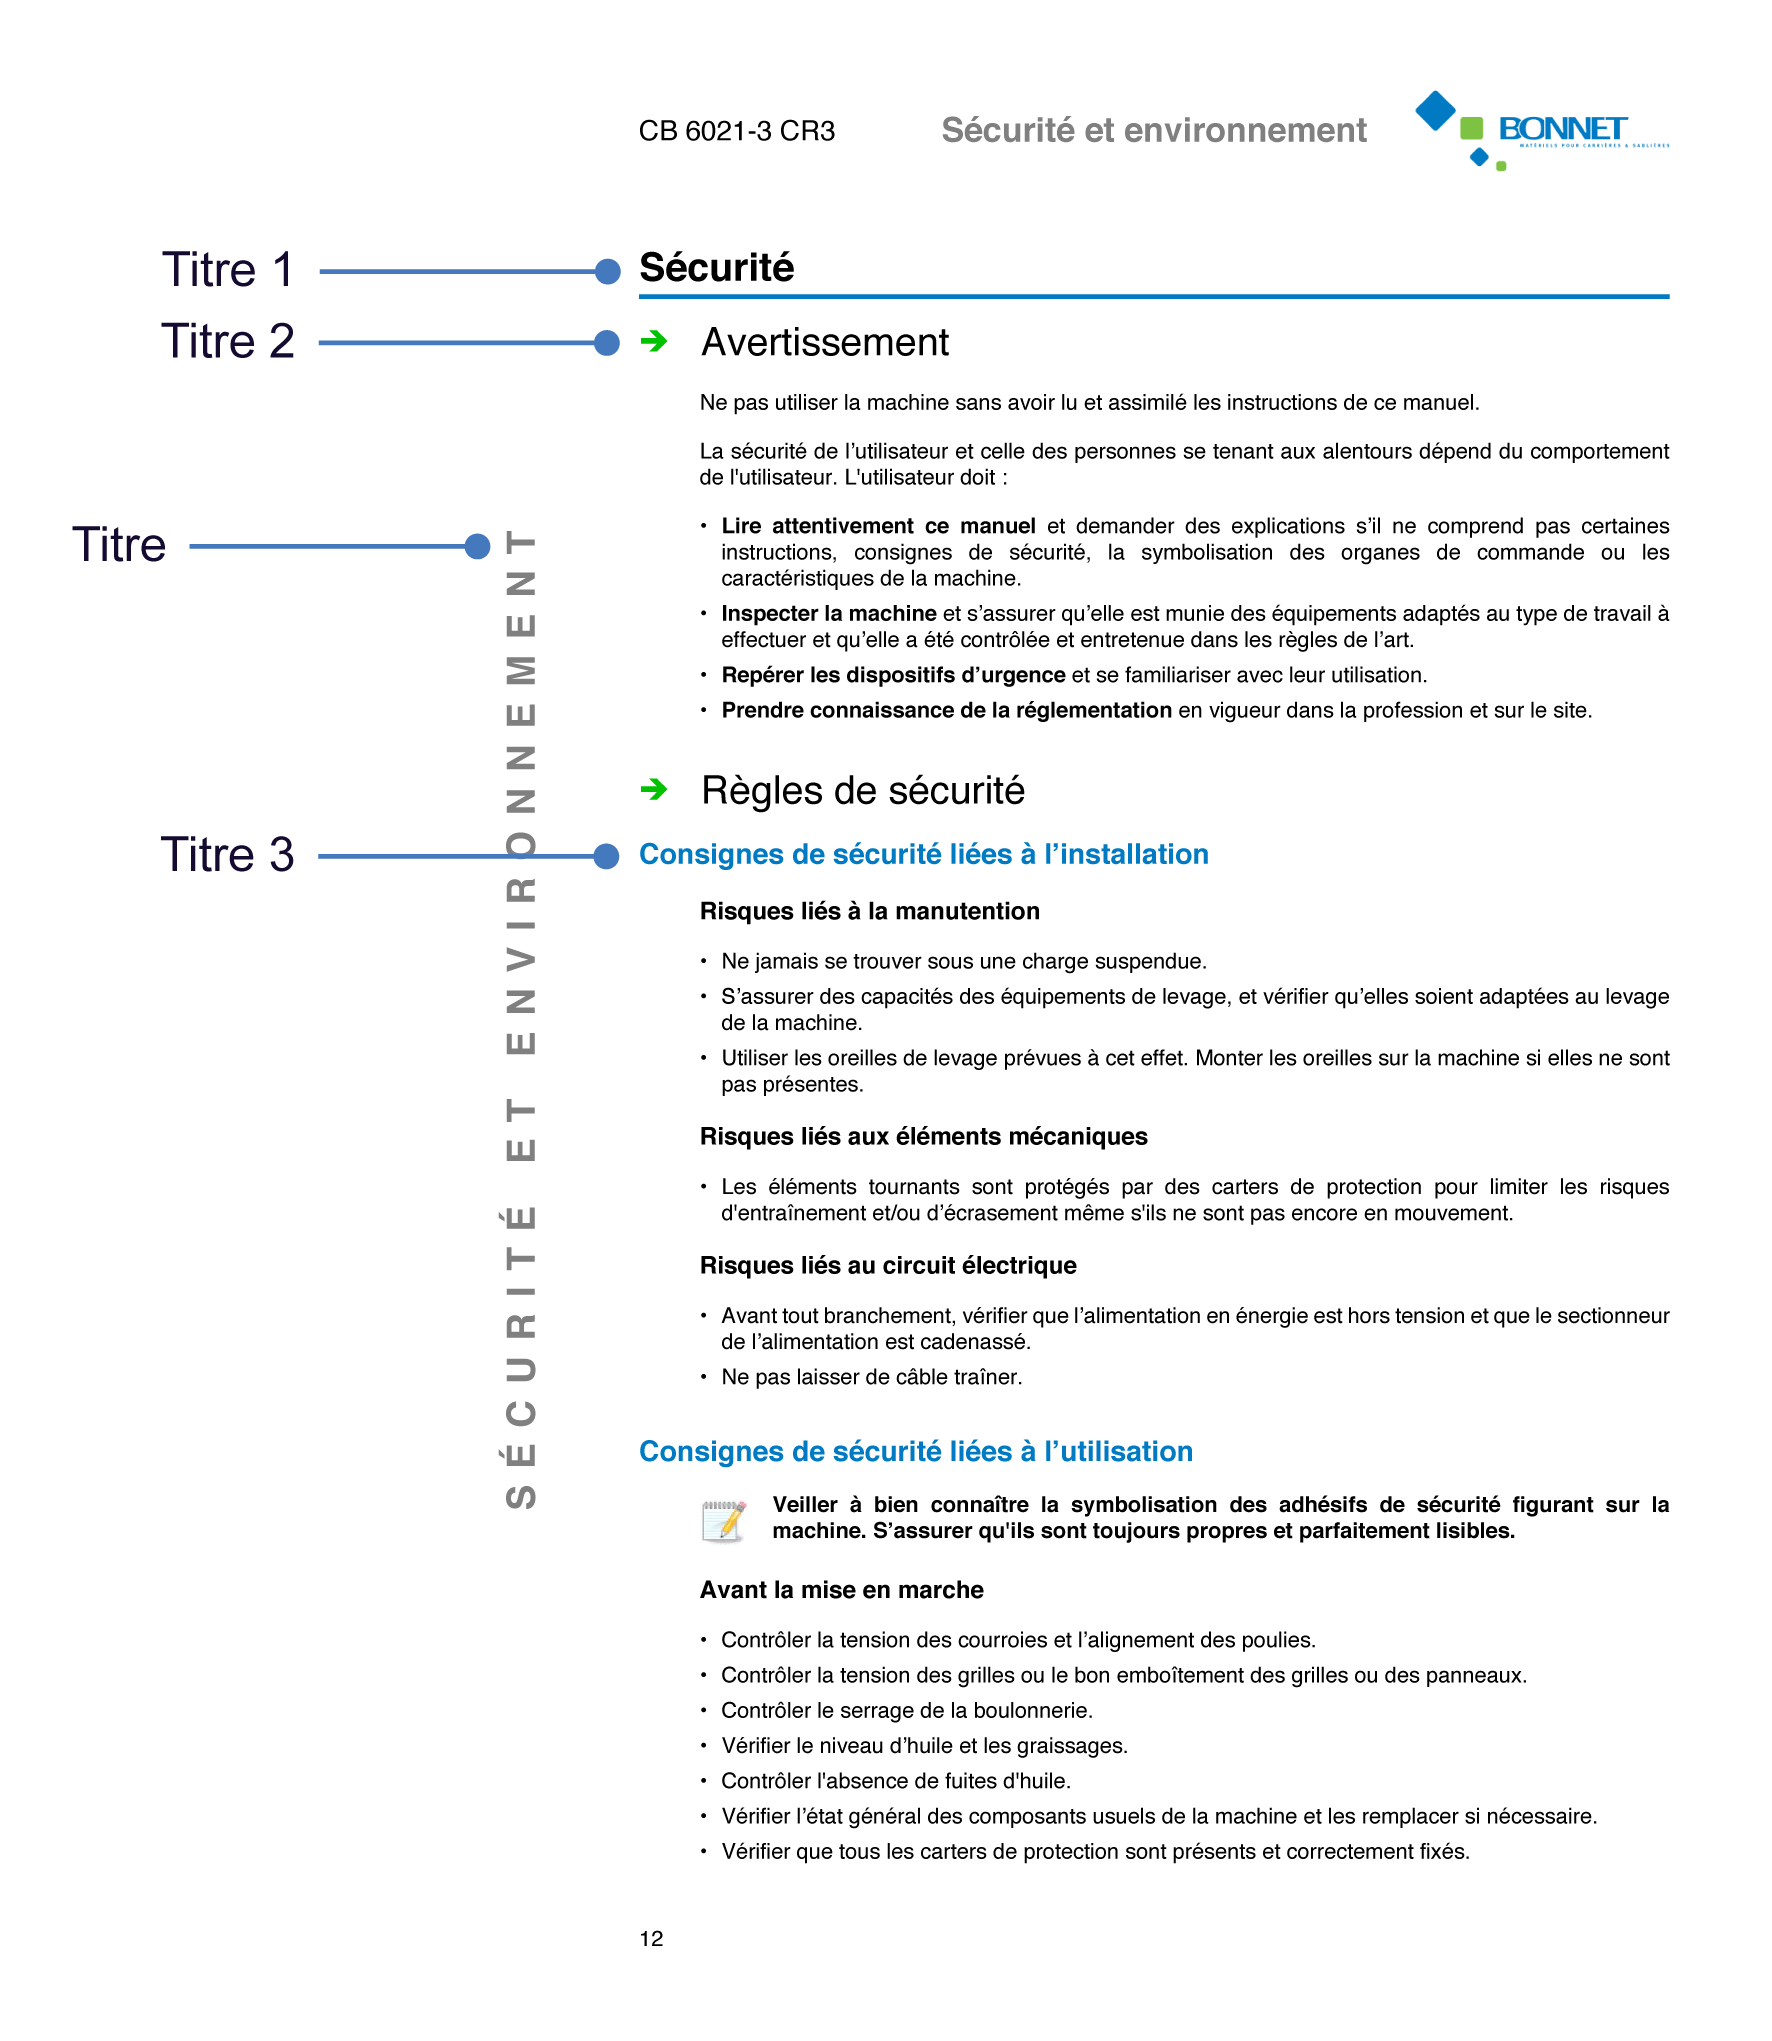 CB 6021-3 CR3
Sécurité et environnement
BONNET
MATÉRIELS POUR CARRIÈRES & SABLIÈRES
Titre 1
Sécurité
Titre 2
➔ Avertissement
Ne pas utiliser la machine sans avoir lu et assimilé les instructions de ce manuel.
La sécurité de l’utilisateur et celle des personnes se tenant aux alentours dépend du comportement
de l'utilisateur. L'utilisateur doit :
Titre
SÉCURITÉ ET ENVIRONNEMENT
• Lire attentivement ce manuel et demander des explications s’il ne comprend pas certaines
instructions, consignes de sécurité, la symbolisation des organes de commande ou les
caractéristiques de la machine.
• Inspecter la machine et s’assurer qu’elle est munie des équipements adaptés au type de travail à
effectuer et qu’elle a été contrôlée et entretenue dans les règles de l’art.
• Repérer les dispositifs d’urgence et se familiariser avec leur utilisation.
• Prendre connaissance de la réglementation en vigueur dans la profession et sur le site.
➔ Règles de sécurité
Titre 3
Consignes de sécurité liées à l’installation
Risques liés à la manutention
• Ne jamais se trouver sous une charge suspendue.
• S’assurer des capacités des équipements de levage, et vérifier qu’elles soient adaptées au levage
de la machine.
• Utiliser les oreilles de levage prévues à cet effet. Monter les oreilles sur la machine si elles ne sont
pas présentes.
Risques liés aux éléments mécaniques
• Les éléments tournants sont protégés par des carters de protection pour limiter les risques
d'entraînement et/ou d’écrasement même s'ils ne sont pas encore en mouvement.
Risques liés au circuit électrique
• Avant tout branchement, vérifier que l’alimentation en énergie est hors tension et que le sectionneur
de l’alimentation est cadenassé.
• Ne pas laisser de câble traîner.
Consignes de sécurité liées à l’utilisation
Veiller à bien connaître la symbolisation des adhésifs de sécurité figurant sur la
machine. S’assurer qu'ils sont toujours propres et parfaitement lisibles.
Avant la mise en marche
• Contrôler la tension des courroies et l’alignement des poulies.
• Contrôler la tension des grilles ou le bon emboîtement des grilles ou des panneaux.
• Contrôler le serrage de la boulonnerie.
• Vérifier le niveau d’huile et les graissages.
• Contrôler l'absence de fuites d'huile.
• Vérifier l’état général des composants usuels de la machine et les remplacer si nécessaire.
• Vérifier que tous les carters de protection sont présents et correctement fixés.
12